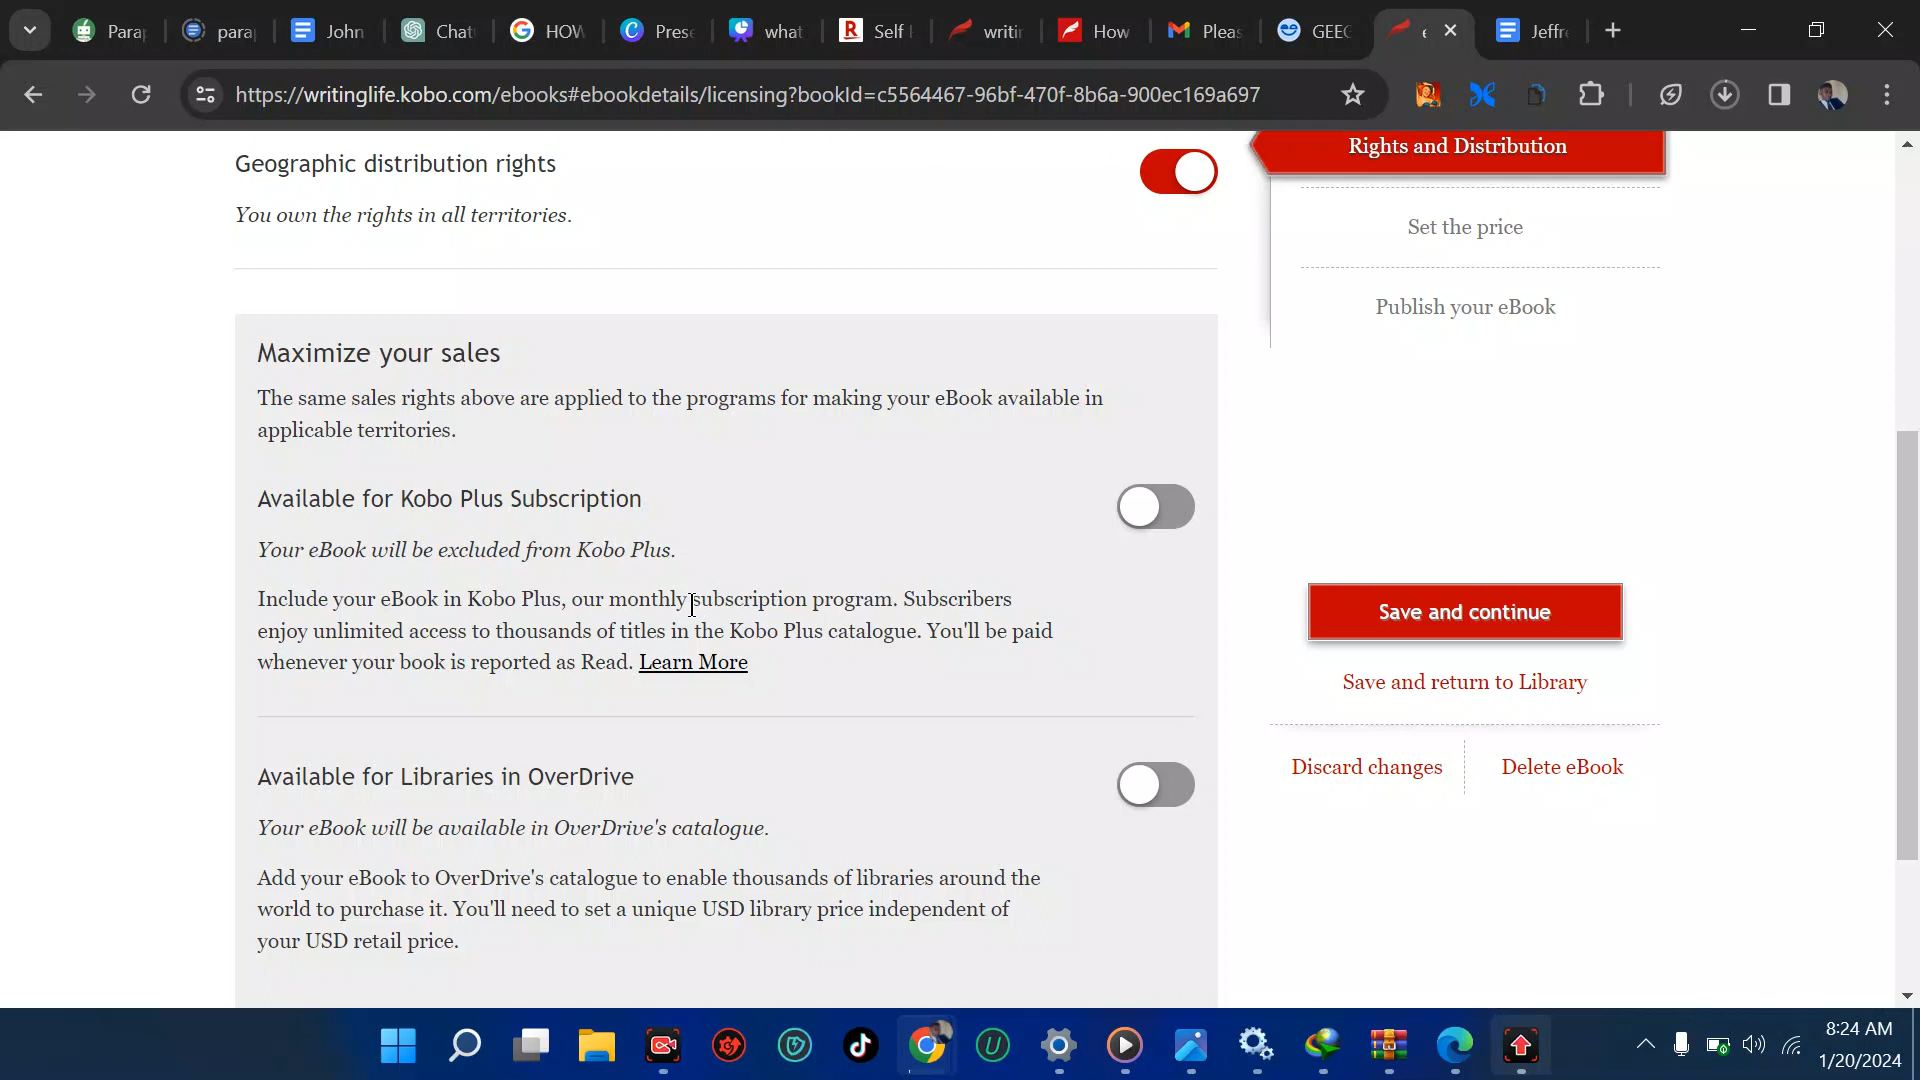 Para
para
John
Chat
HOW
Prese
what
Self
writin
How
Pleas
GEEG
e
Jeffre
https://writinglife.kobo.com/ebooks#ebookdetails/licensing?bookId=c5564467-96bf-470f-8b6a-900ec169a697
Geographic distribution rights
You own the rights in all territories.
Rights and Distribution
Set the price
Publish your eBook
Maximize your sales
The same sales rights above are applied to the programs for making your eBook available in
applicable territories.
Available for Kobo Plus Subscription
Your eBook will be excluded from Kobo Plus.
Include your eBook in Kobo Plus, our monthly subscription program. Subscribers
enjoy unlimited access to thousands of titles in the Kobo Plus catalogue. You'll be paid
whenever your book is reported as Read. Learn More
Available for Libraries in OverDrive
Your eBook will be available in OverDrive's catalogue.
Add your eBook to OverDrive's catalogue to enable thousands of libraries around the
world to purchase it. You'll need to set a unique USD library price independent of
your USD retail price.
Save and continue
Save and return to Library
Discard changes
Delete eBook
8:24 AM
1/20/2024